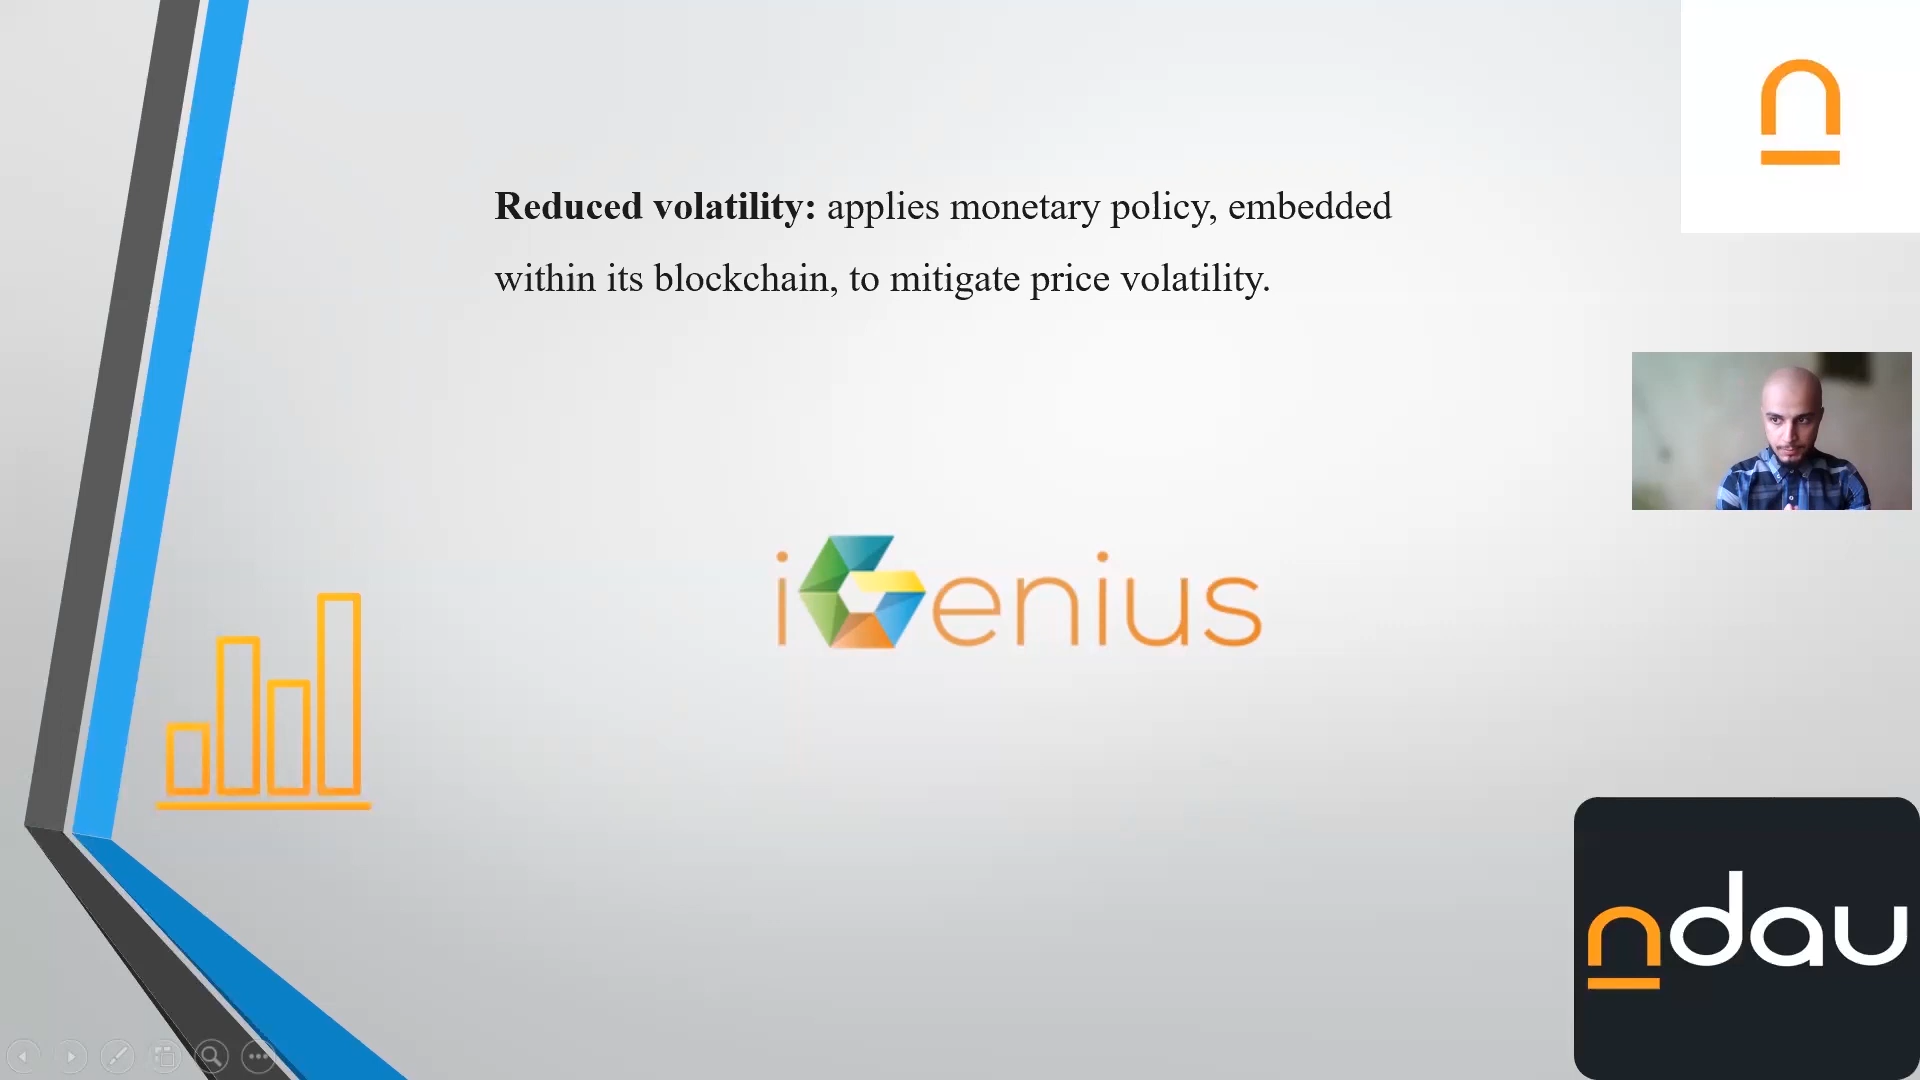 Reduced volatility: applies monetary policy, embedded
within its blockchain, to mitigate price volatility.
iGenius
ndau